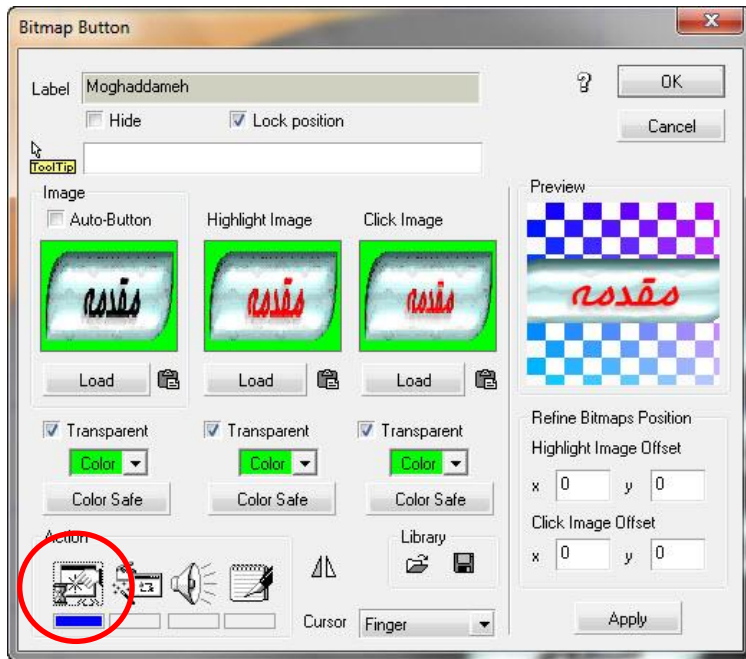 Bitmap Button
Label Moghaddameh
Hide Lock position
OK
Cancel
ToolTip
Image
Auto-Button Highlight Image Click Image
مقدمه مقدمه مقدمه
Load Load Load
Transparent Transparent Transparent
Color Color Color
Color Safe Color Safe Color Safe
Action
Library
Cursor Finger
Preview
مقدمه
Refine Bitmaps Position
Highlight Image Offset
x 0 y 0
Click Image Offset
x 0 y 0
Apply